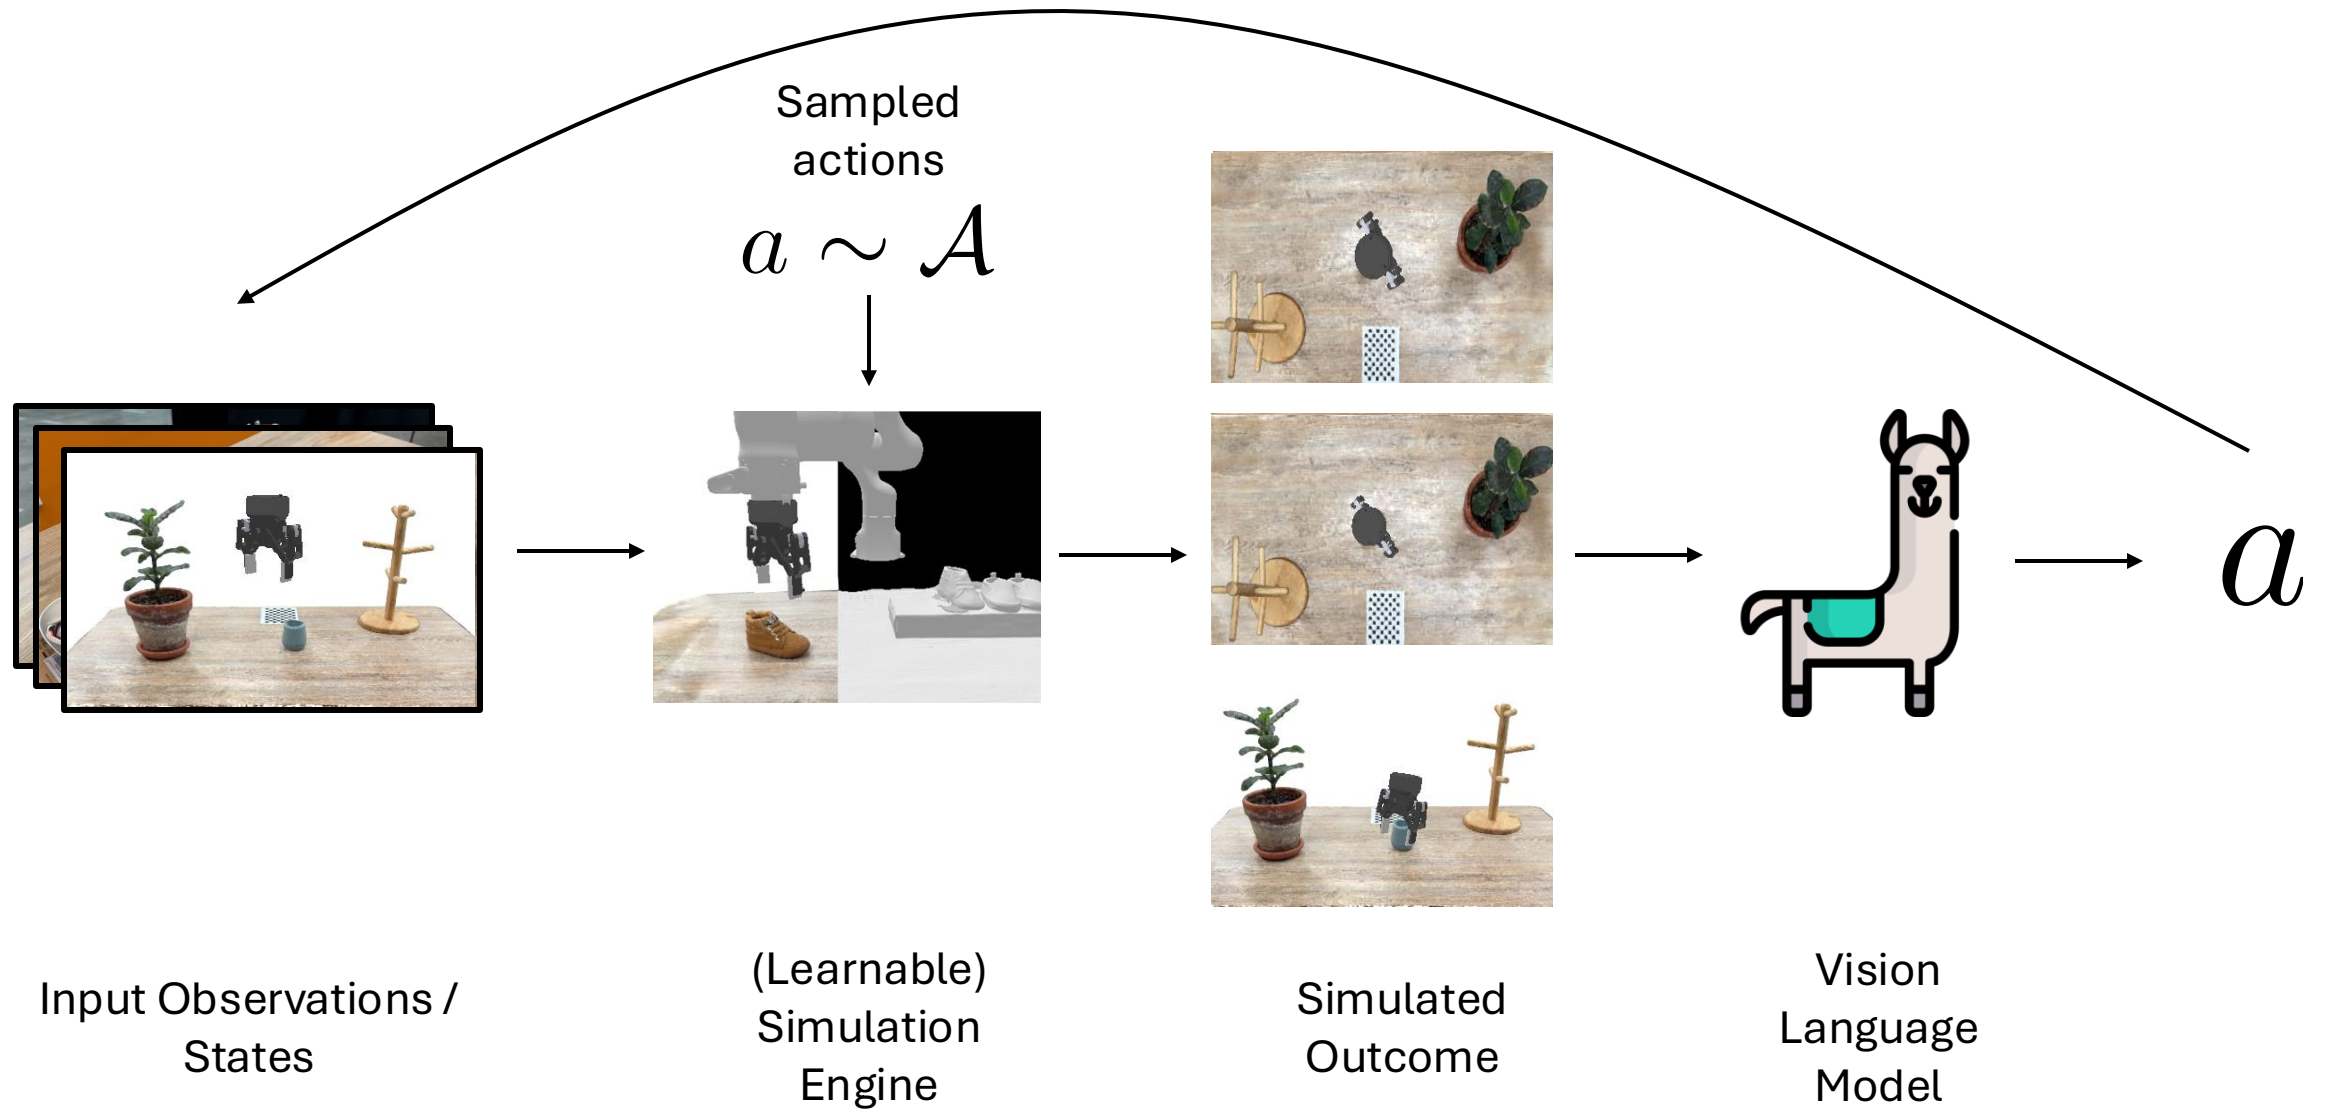 Sampled
actions
a ∼ 𝒜
a
Input Observations /
States
(Learnable)
Simulation
Engine
Simulated
Outcome
Vision
Language
Model